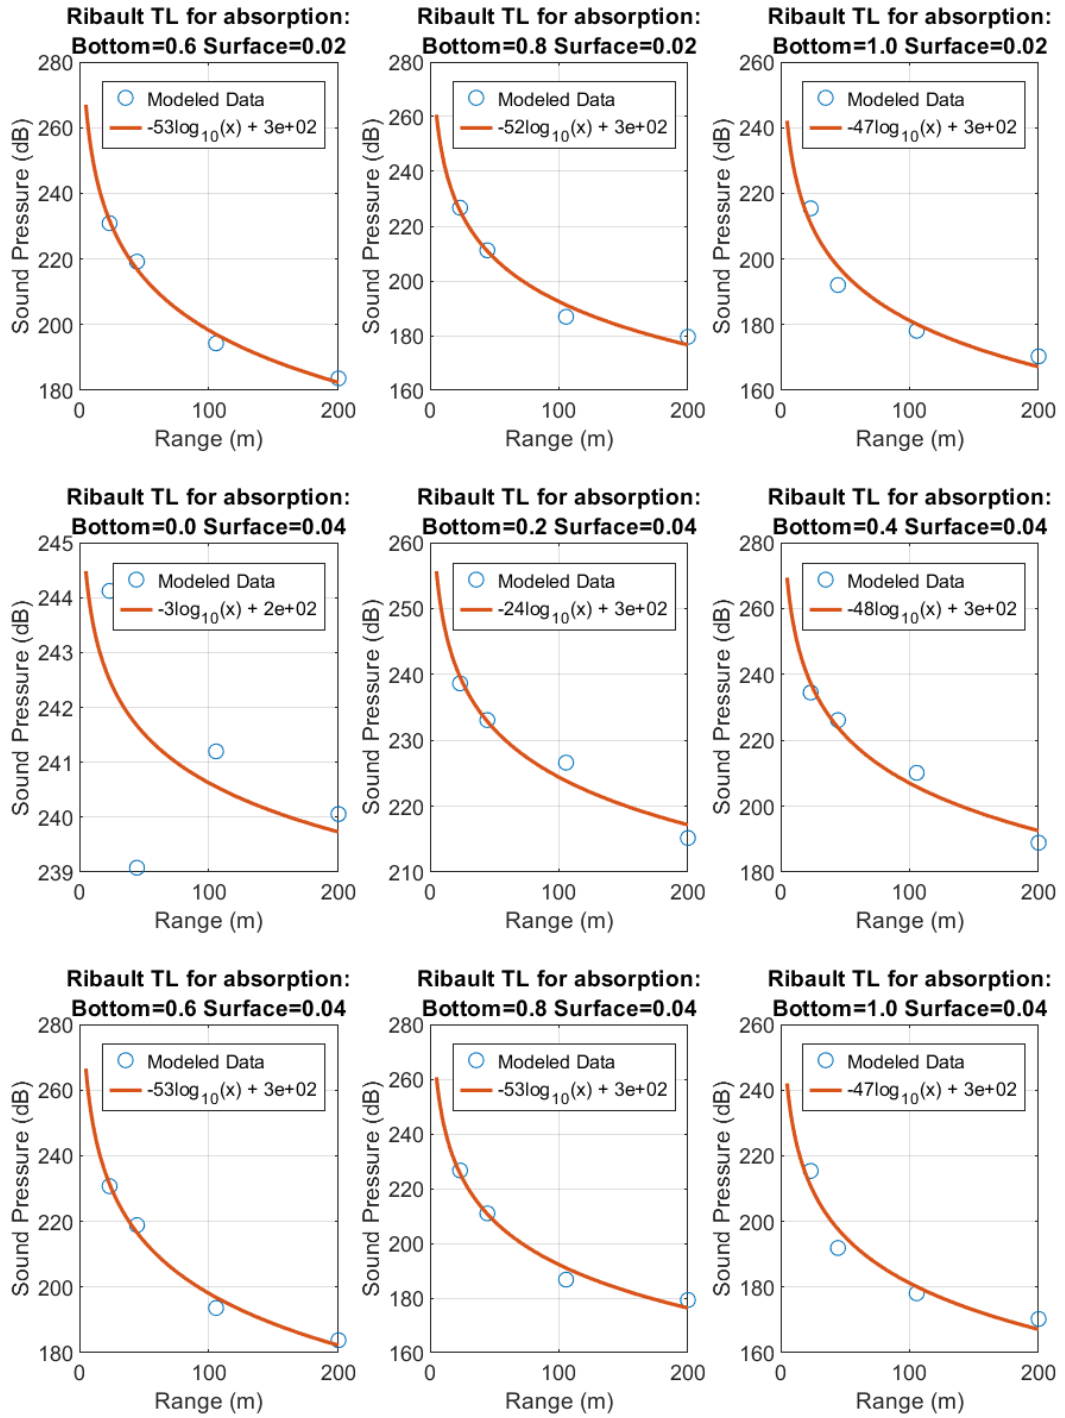 Ribault TL for absorption:
Bottom=0.6 Surface=0.02
280
260
240
220
200
180
Sound Pressure (dB)
Modeled Data
-53log10(x) + 3e+02
0 100 200
Range (m)
Ribault TL for absorption:
Bottom=0.8 Surface=0.02
280
260
240
220
200
180
160
Sound Pressure (dB)
Modeled Data
-52log10(x) + 3e+02
0 100 200
Range (m)
Ribault TL for absorption:
Bottom=1.0 Surface=0.02
260
240
220
200
180
160
Sound Pressure (dB)
Modeled Data
-47log10(x) + 3e+02
0 100 200
Range (m)
Ribault TL for absorption:
Bottom=0.0 Surface=0.04
245
244
243
242
241
240
239
Sound Pressure (dB)
Modeled Data
-3log10(x) + 2e+02
0 100 200
Range (m)
Ribault TL for absorption:
Bottom=0.2 Surface=0.04
260
250
240
230
220
210
Sound Pressure (dB)
Modeled Data
-24log10(x) + 3e+02
0 100 200
Range (m)
Ribault TL for absorption:
Bottom=0.4 Surface=0.04
280
260
240
220
200
180
Sound Pressure (dB)
Modeled Data
-48log10(x) + 3e+02
0 100 200
Range (m)
Ribault TL for absorption:
Bottom=0.6 Surface=0.04
280
260
240
220
200
180
Sound Pressure (dB)
Modeled Data
-53log10(x) + 3e+02
0 100 200
Range (m)
Ribault TL for absorption:
Bottom=0.8 Surface=0.04
280
260
240
220
200
180
160
Sound Pressure (dB)
Modeled Data
-53log10(x) + 3e+02
0 100 200
Range (m)
Ribault TL for absorption:
Bottom=1.0 Surface=0.04
260
240
220
200
180
160
Sound Pressure (dB)
Modeled Data
-47log10(x) + 3e+02
0 100 200
Range (m)